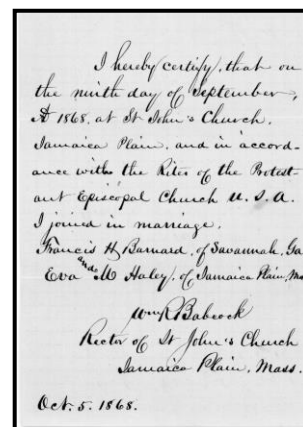 I hereby certify, that on
the ninth day of September,
AD 1868, at St John's Church.
Jamaica Plain, and in accord-
ance with the Rites of the Protest-
ant Episcopal Church U. S. A.
I joined in marriage.
Francis H. Barnard, of Savannah, Ga
and
Eva M Haley, of Jamaica Plain, Ma
Wm R Babcock
Rector of St John's Church
Jamaica Plain, Mass.
Oct. 5. 1868.